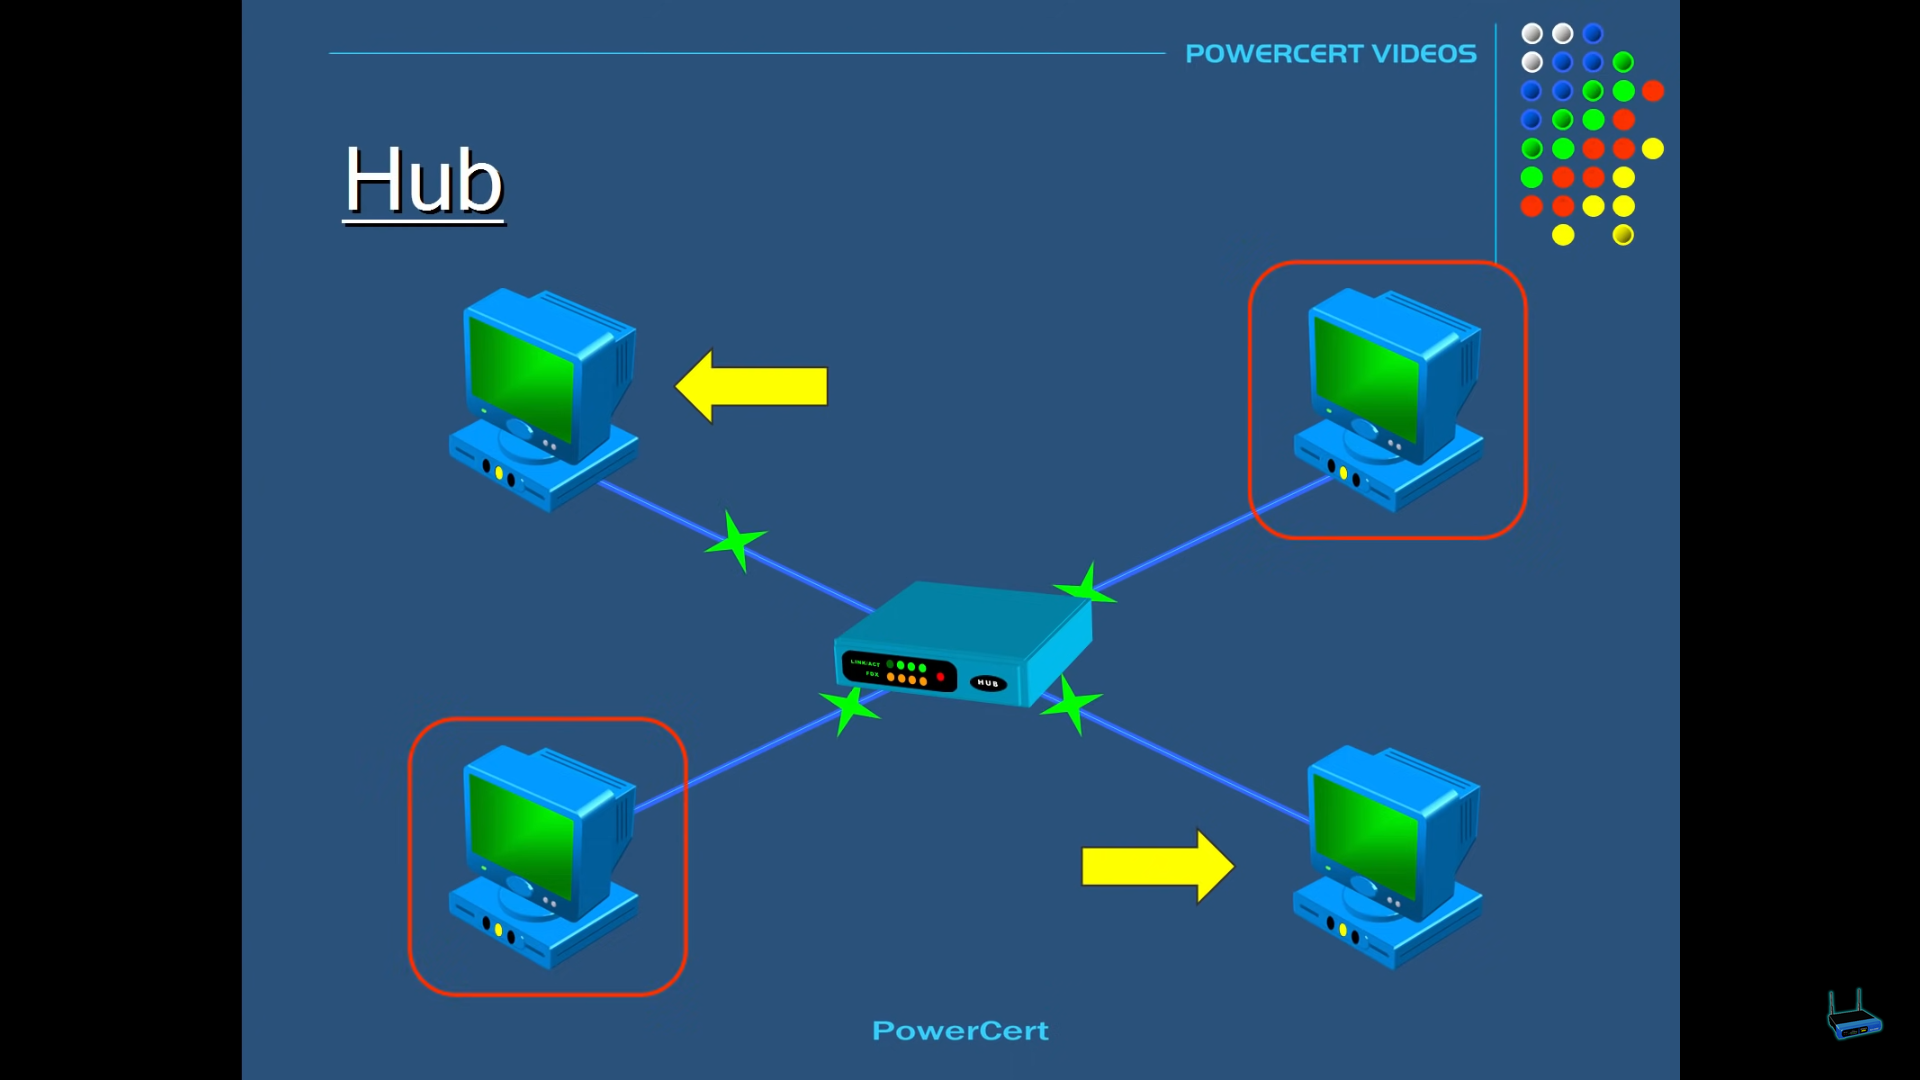 POWERCERT VIDEOS
Hub
LINK/ACT
FDX
HUB
PowerCert